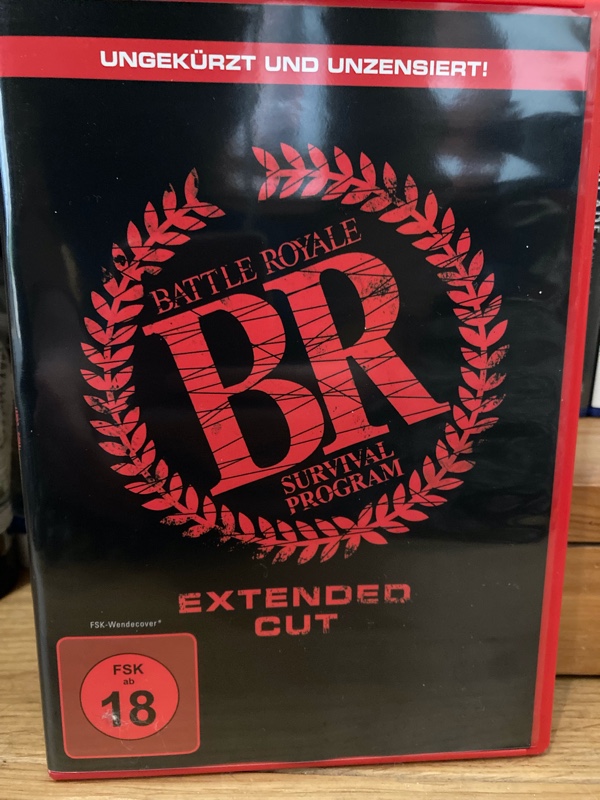 UNGEKÜRZT UND UNZENSIERT!
BATTLE ROYALE
BR
SURVIVAL
PROGRAM
EXTENDED
CUT
FSK-Wendecover*
FSK
ab
18